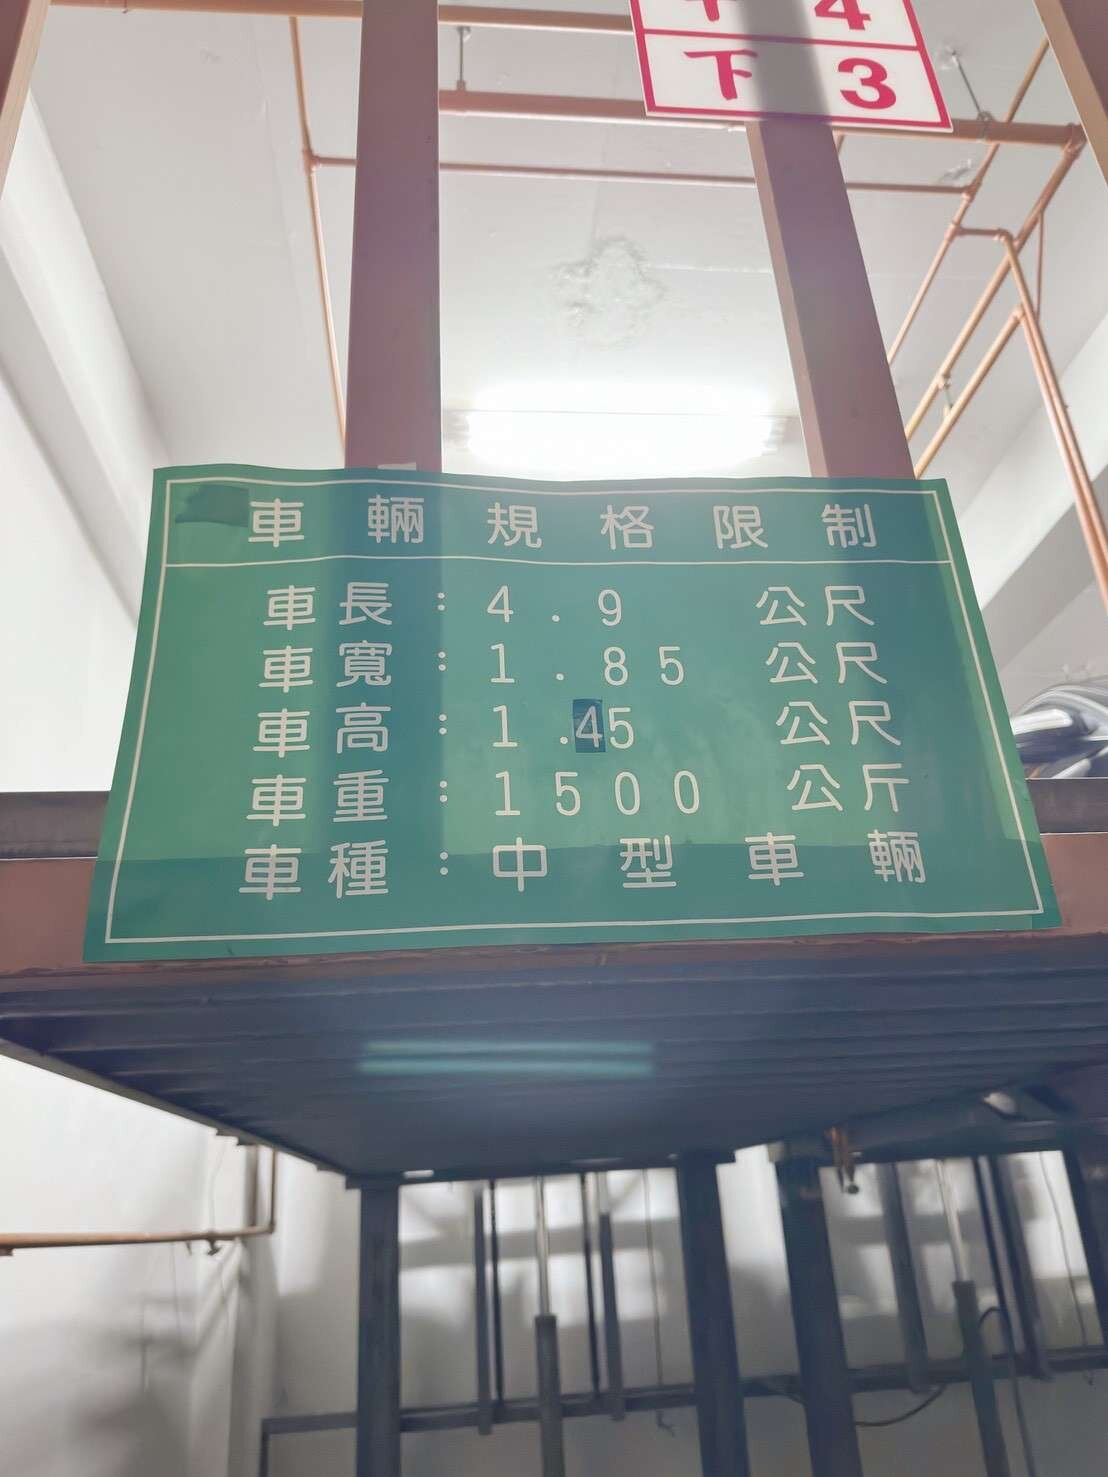 4
下 3
車輛規格限制
車長:4.9 公尺
車寬:1.85 公尺
車高:1.45 公尺
車重:1500 公斤
車種:中型車輛